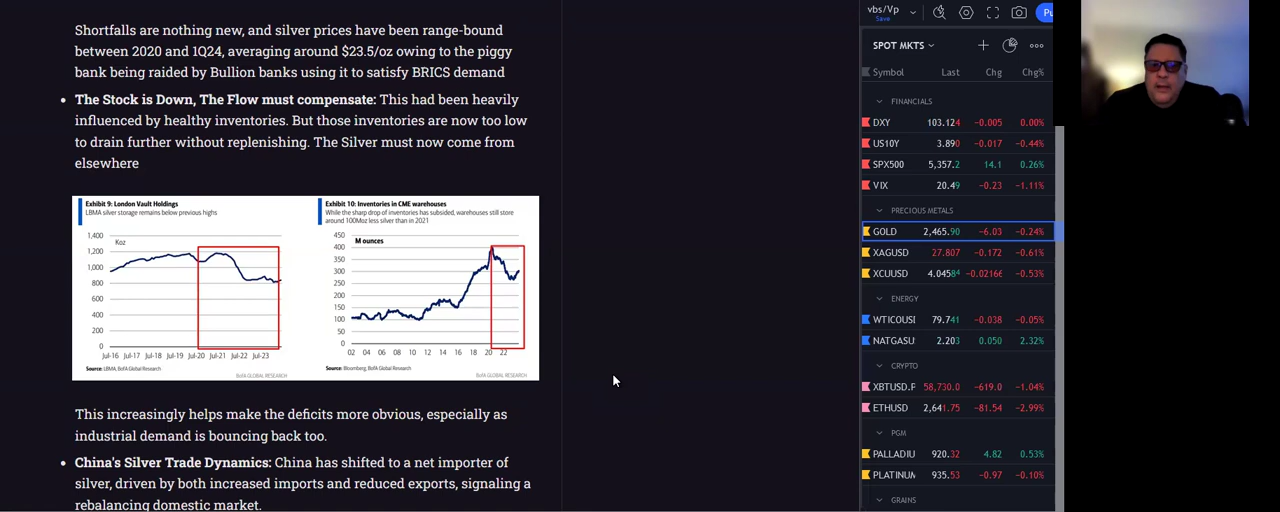 Shortfalls are nothing new, and silver prices have been range-bound
between 2020 and 1Q24, averaging around $23.5/oz owing to the piggy
bank being raided by Bullion banks using it to satisfy BRICS demand
• The Stock is Down, The Flow must compensate: This had been heavily
influenced by healthy inventories. But those inventories are now too low
to drain further without replenishing. The Silver must now come from
elsewhere
Exhibit 9: London Vault Holdings
LBMA silver storage remains below previous highs
Koz
1,400
1,200
1,000
800
600
400
200
0
Jul-16 Jul-17 Jul-18 Jul-19 Jul-20 Jul-21 Jul-22 Jul-23
Source: LBMA, BofA Global Research
BofA GLOBAL RESEARCH
Exhibit 10: Inventories in CME warehouses
While the sharp drop of inventories has subsided, warehouses still store
around 100Moz less silver than in 2021
M ounces
450
400
350
300
250
200
150
100
50
0
02 04 06 08 10 12 14 16 18 20 22
Source: Bloomberg, BofA Global Research
BofA GLOBAL RESEARCH
This increasingly helps make the deficits more obvious, especially as
industrial demand is bouncing back too.
• China's Silver Trade Dynamics: China has shifted to a net importer of
silver, driven by both increased imports and reduced exports, signaling a
rebalancing domestic market.
vbs/Vp
Save
Pu
SPOT MKTS
Symbol Last Chg Chg%
FINANCIALS
DXY 103.124 −0.005 0.00%
US10Y 3.890 −0.017 −0.44%
SPX500 5,357.2 14.1 0.26%
VIX 20.49 −0.23 −1.11%
PRECIOUS METALS
GOLD 2,465.90 −6.03 −0.24%
XAGUSD 27.807 −0.172 −0.61%
XCUUSD 4.04584 −0.02166 −0.53%
ENERGY
WTICOUSI 79.741 −0.038 −0.05%
NATGASU 2.203 0.050 2.32%
CRYPTO
XBTUSD.F 58,730.0 −619.0 −1.04%
ETHUSD 2,641.75 −81.54 −2.99%
PGM
PALLADIU 920.32 4.82 0.53%
PLATINUM 935.53 −0.97 −0.10%
GRAINS